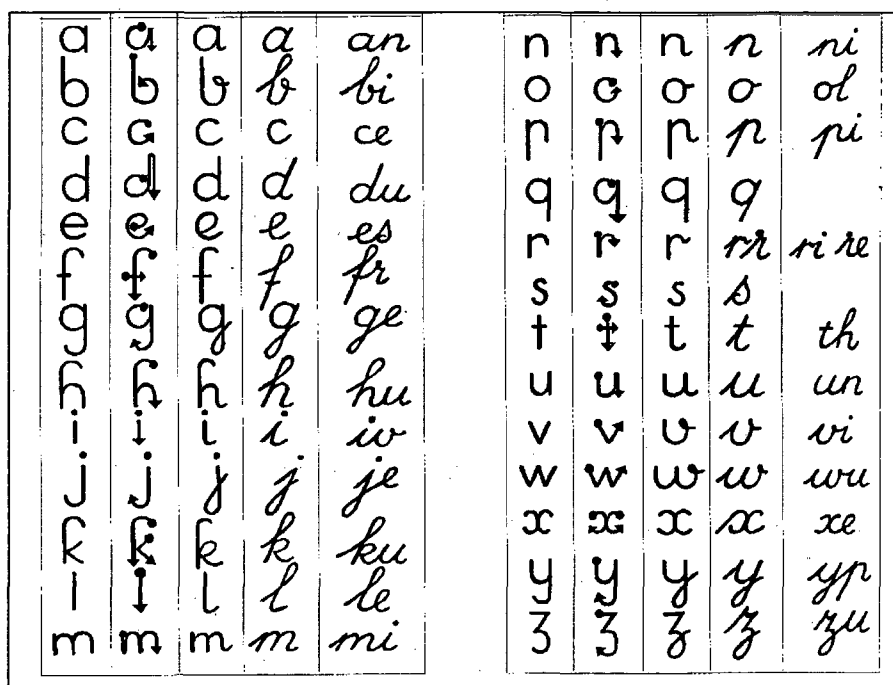 a a a a an
b b b b bi
c c c c ce
d d d d du
e e e e es
f f f f fr
g g g g ge
h h h h hu
i i i i iv
j j j j je
k k k k ku
l l l l le
m m m m mi
n n n n ni
o o o o ol
p p p p pi
q q q q
r r r rr ri re
s s s s
t t t t th
u u u u un
v v v v vi
w w w w wu
x x x x xe
y y y y yp
z z z z zu